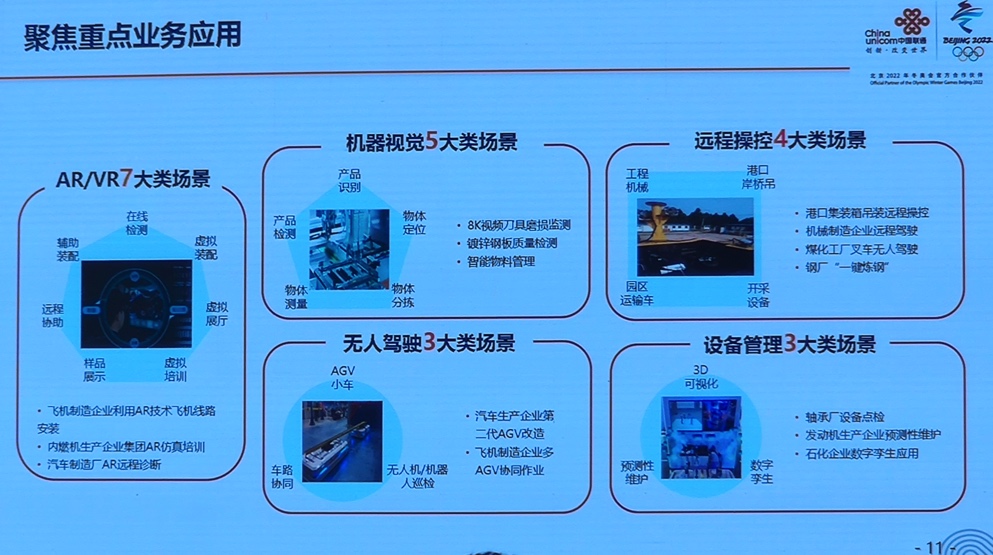 聚焦重点业务应用
China
unicom中国联通
创新·改变世界
BEIJING 2022
北京2022年冬奥会官方合作伙伴
Official Partner of the Olympic Winter Games Beijing 2022
AR/VR7大类场景
在线
检测
辅助
装配
虚拟
装配
远程
协助
虚拟
展厅
样品
展示
虚拟
培训
• 飞机制造企业利用AR技术飞机线路
安装
• 内燃机生产企业集团AR仿真培训
• 汽车制造厂AR远程诊断
机器视觉5大类场景
产品
识别
产品
检测
物体
定位
物体
测量
物体
分拣
• 8K视频刀具磨损监测
• 镀锌钢板质量检测
• 智能物料管理
远程操控4大类场景
工程
机械
港口
岸桥吊
园区
运输车
开采
设备
• 港口集装箱吊装远程操控
• 机械制造企业远程驾驶
• 煤化工厂叉车无人驾驶
• 钢厂“一键炼钢”
无人驾驶3大类场景
AGV
小车
车路
协同
无人机/机器
人巡检
• 汽车生产企业第
二代AGV改造
• 飞机制造企业多
AGV协同作业
设备管理3大类场景
3D
可视化
预测性
维护
数字
孪生
• 轴承厂设备点检
• 发动机生产企业预测性维护
• 石化企业数字孪生应用
- 11 -